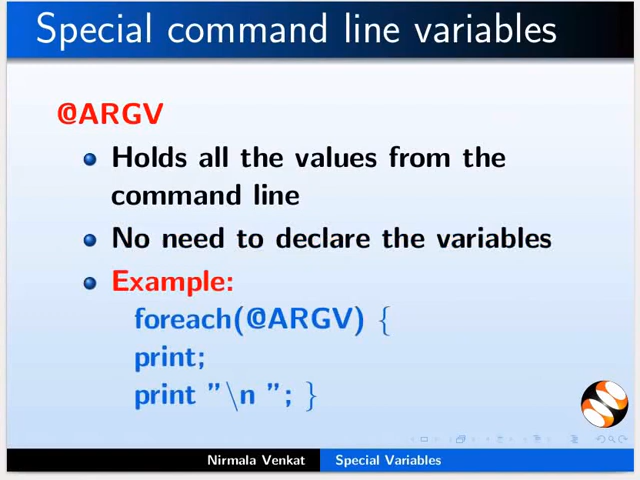 Special command line variables
@ARGV
Holds all the values from the
command line
No need to declare the variables
Example:
foreach(@ARGV) {
print;
print "\n "; }
Nirmala Venkat Special Variables